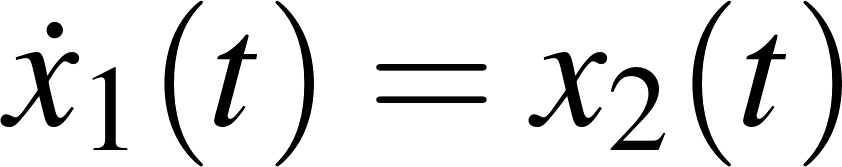 ẋ₁(t) = x₂(t)